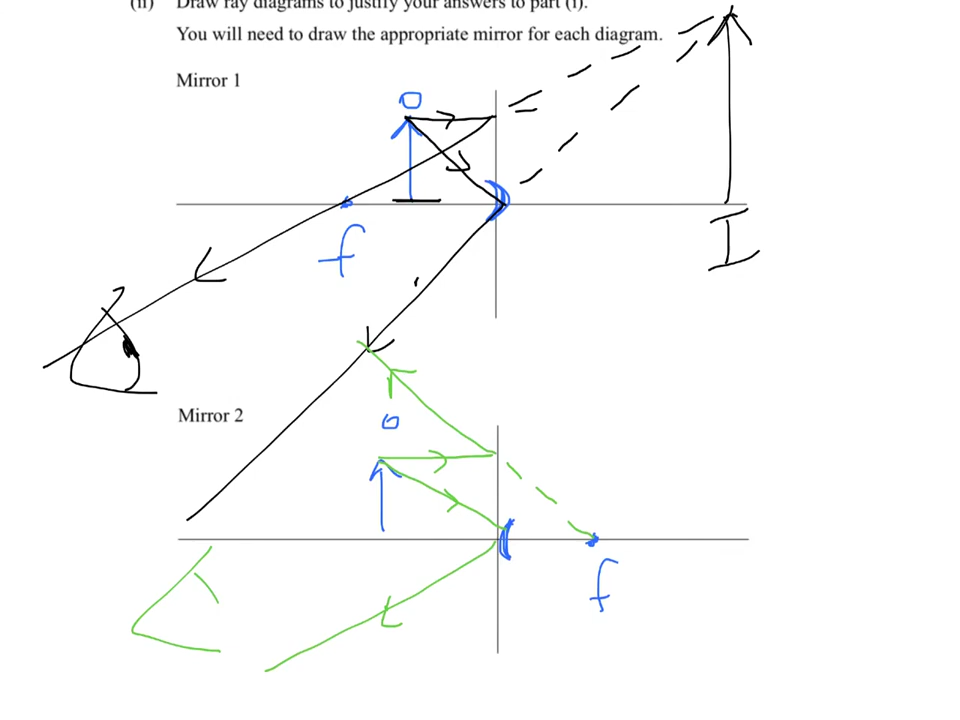 (ii) Draw ray diagrams to justify your answers to part (i).
You will need to draw the appropriate mirror for each diagram.
Mirror 1
O
f
I
Mirror 2
O
f